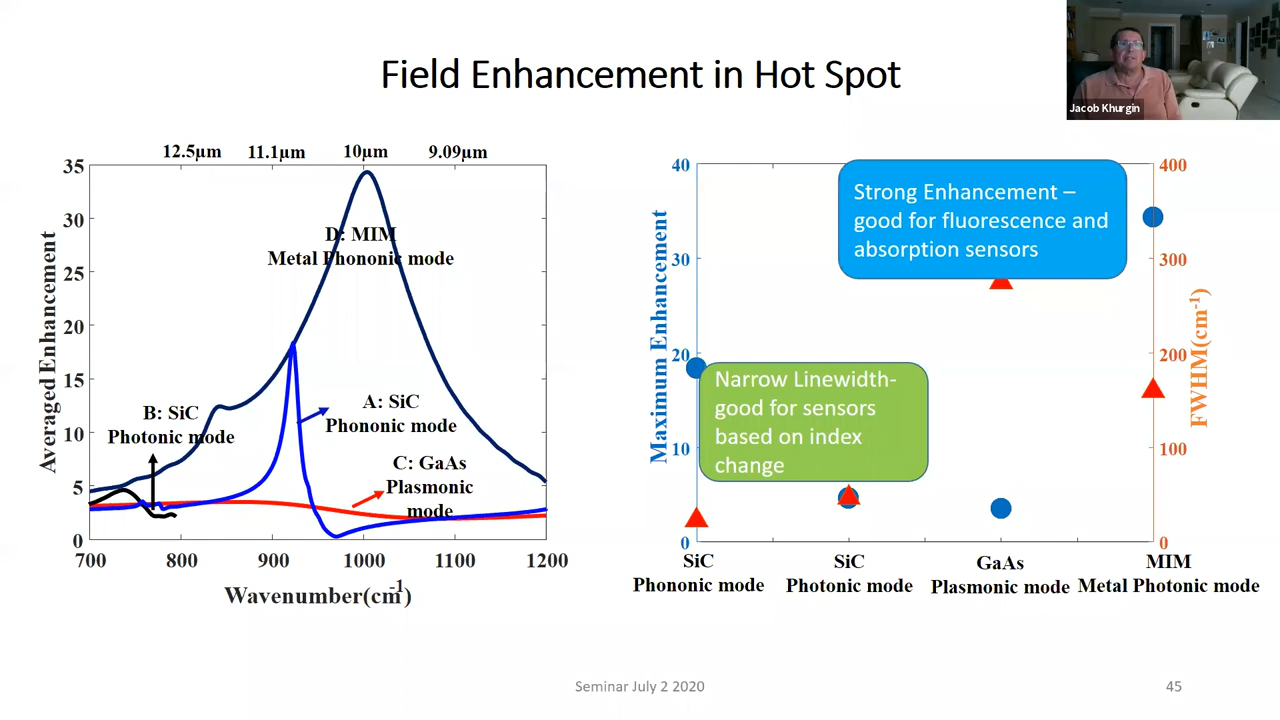 Field Enhancement in Hot Spot
Jacob Khurgin
12.5μm 11.1μm 10μm 9.09μm
35
30
25
20
15
10
5
0
Averaged Enhancement
D: MIM
Metal Phononic mode
A: SiC
Phononic mode
B: SiC
Photonic mode
C: GaAs
Plasmonic
mode
700 800 900 1000 1100 1200
Wavenumber(cm-1)
40
30
20
10
0
Maximum Enhancement
Strong Enhancement –
good for fluorescence and
absorption sensors
Narrow Linewidth-
good for sensors
based on index
change
400
300
200
100
0
FWHM(cm-1)
SiC
Phononic mode
SiC
Photonic mode
GaAs
Plasmonic mode
MIM
Metal Photonic mode
Seminar July 2 2020
45